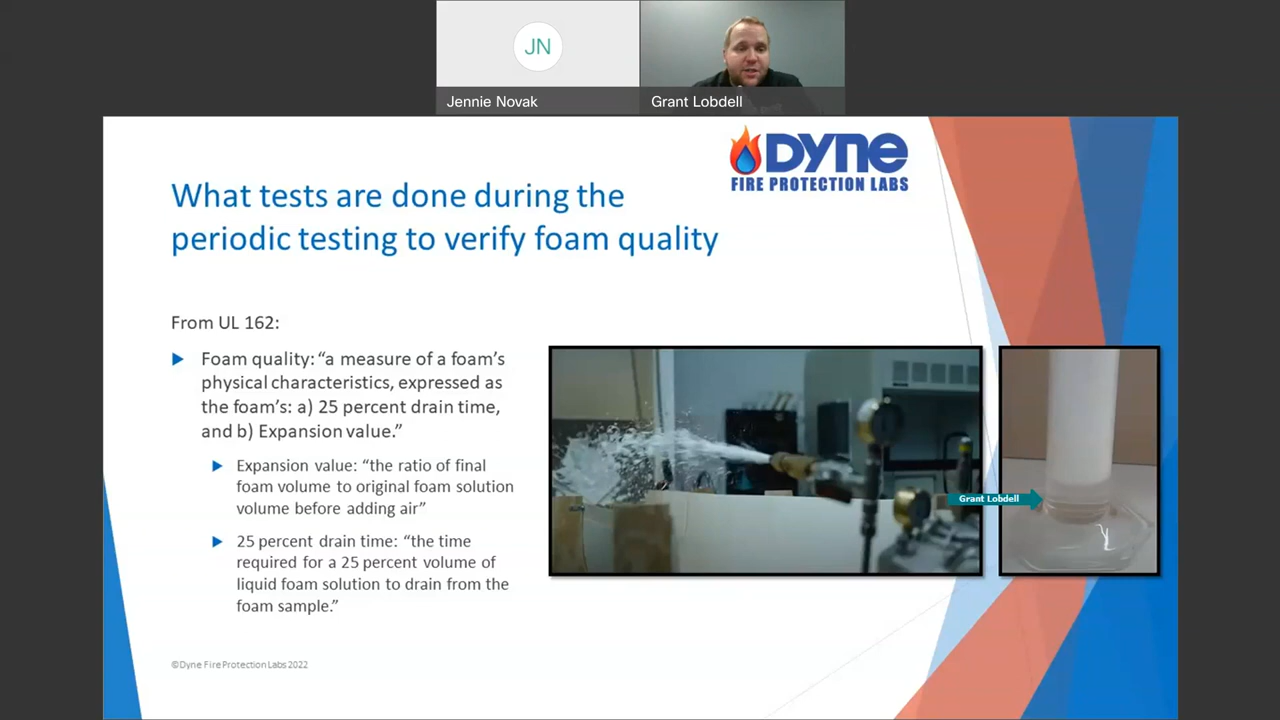 JN
Jennie Novak
Grant Lobdell
DYNE
FIRE PROTECTION LABS
What tests are done during the
periodic testing to verify foam quality
From UL 162:
Foam quality: “a measure of a foam’s
physical characteristics, expressed as
the foam’s: a) 25 percent drain time,
and b) Expansion value.”
Expansion value: “the ratio of final
foam volume to original foam solution
volume before adding air”
25 percent drain time: “the time
required for a 25 percent volume of
liquid foam solution to drain from the
foam sample.”
Grant Lobdell
©Dyne Fire Protection Labs 2022